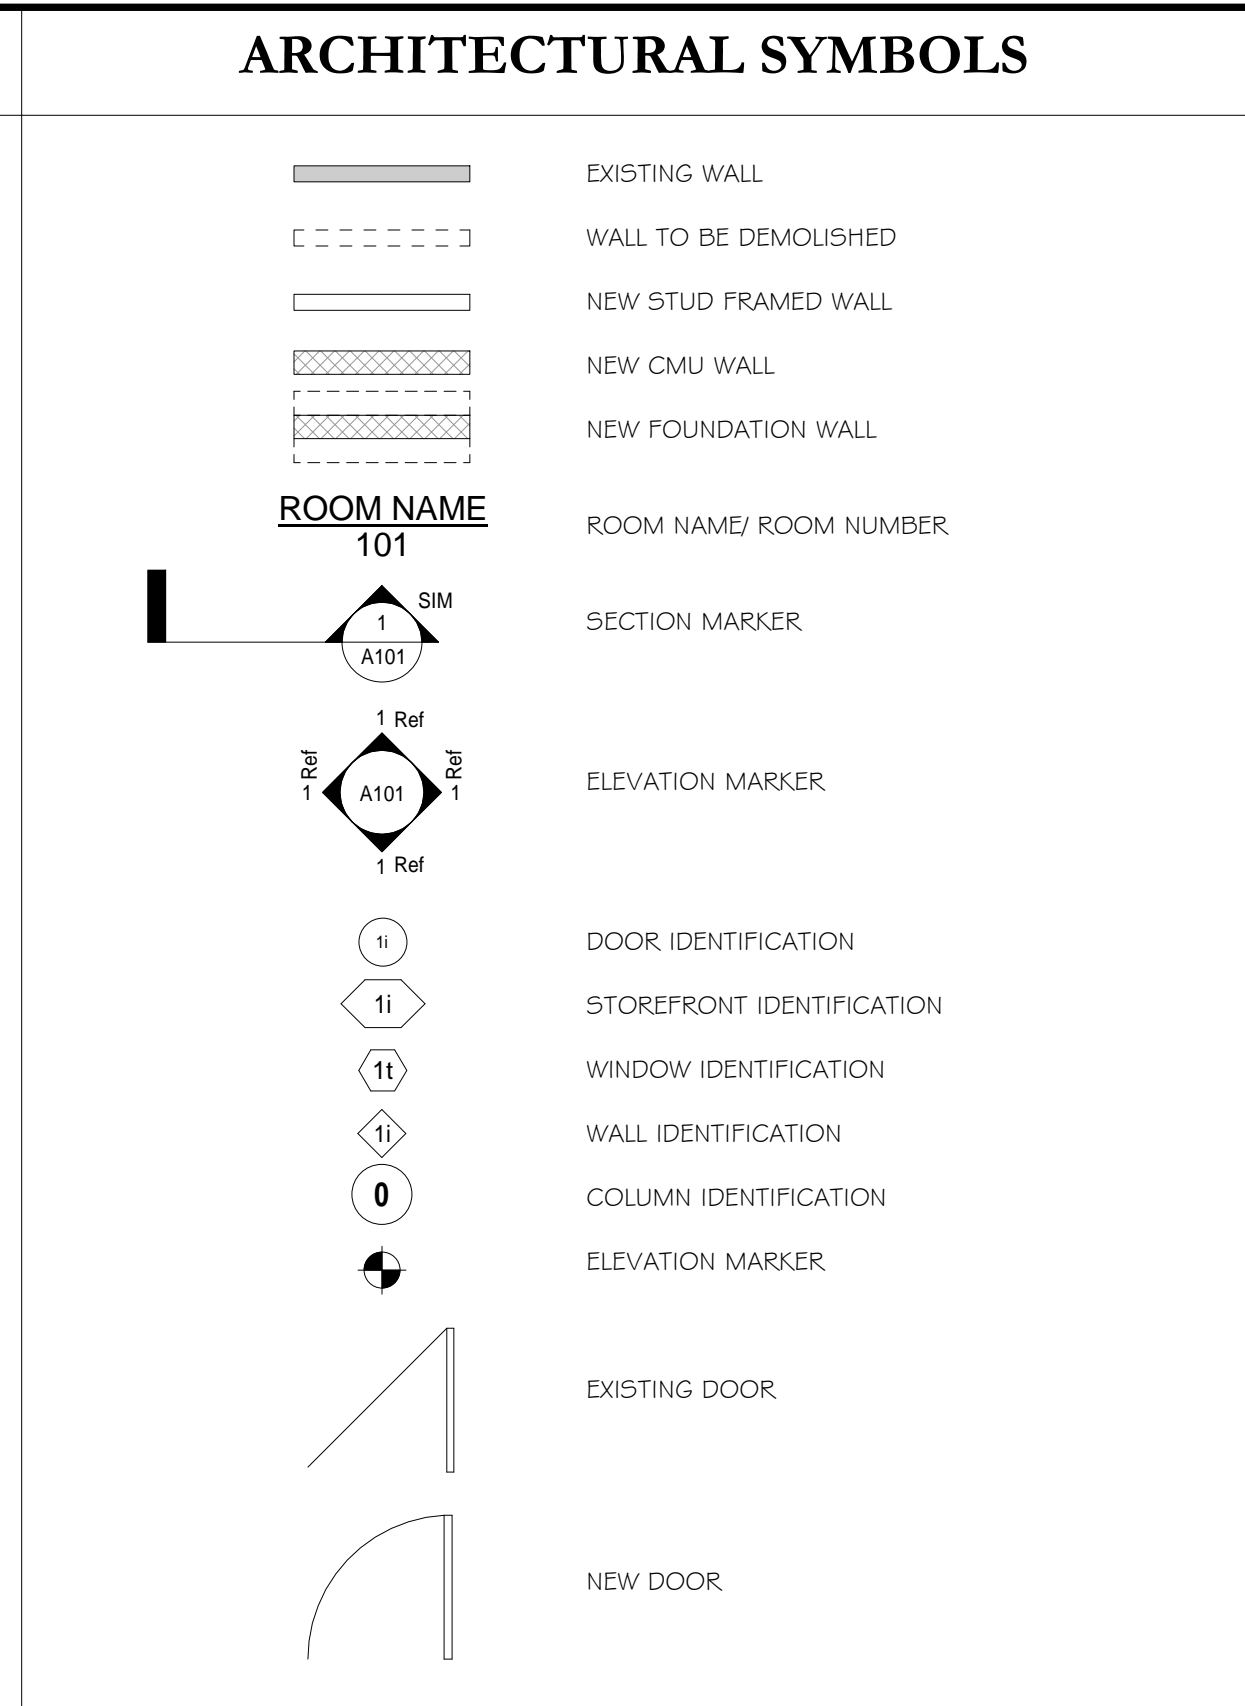 ARCHITECTURAL SYMBOLS
EXISTING WALL
WALL TO BE DEMOLISHED
NEW STUD FRAMED WALL
NEW CMU WALL
NEW FOUNDATION WALL
ROOM NAME
101
ROOM NAME/ ROOM NUMBER
SIM
1
A101
SECTION MARKER
1 Ref
1 Ref
A101
1 Ref
1 Ref
ELEVATION MARKER
1i
DOOR IDENTIFICATION
1i
STOREFRONT IDENTIFICATION
1t
WINDOW IDENTIFICATION
1i
WALL IDENTIFICATION
0
COLUMN IDENTIFICATION
ELEVATION MARKER
EXISTING DOOR
NEW DOOR